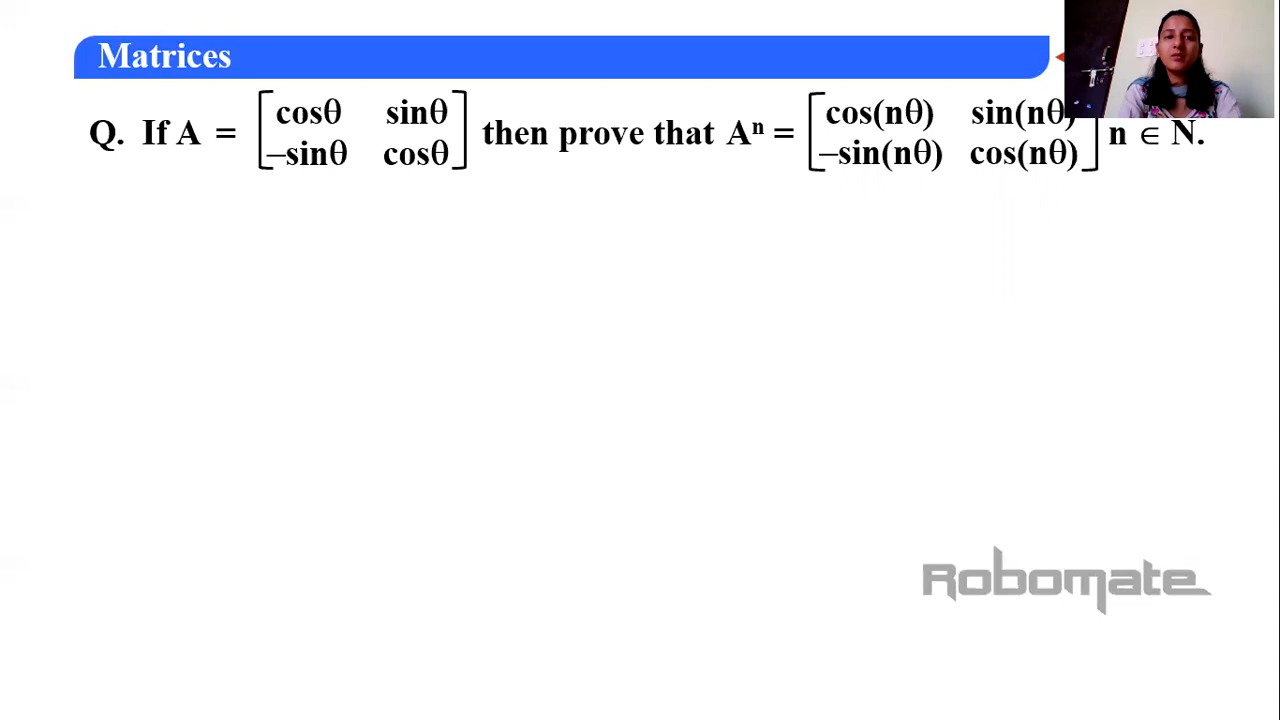 Matrices
Q. If A = [cosθ sinθ
–sinθ cosθ] then prove that Aⁿ = [cos(nθ) sin(nθ)
–sin(nθ) cos(nθ)] n ∈ N.
Robomate